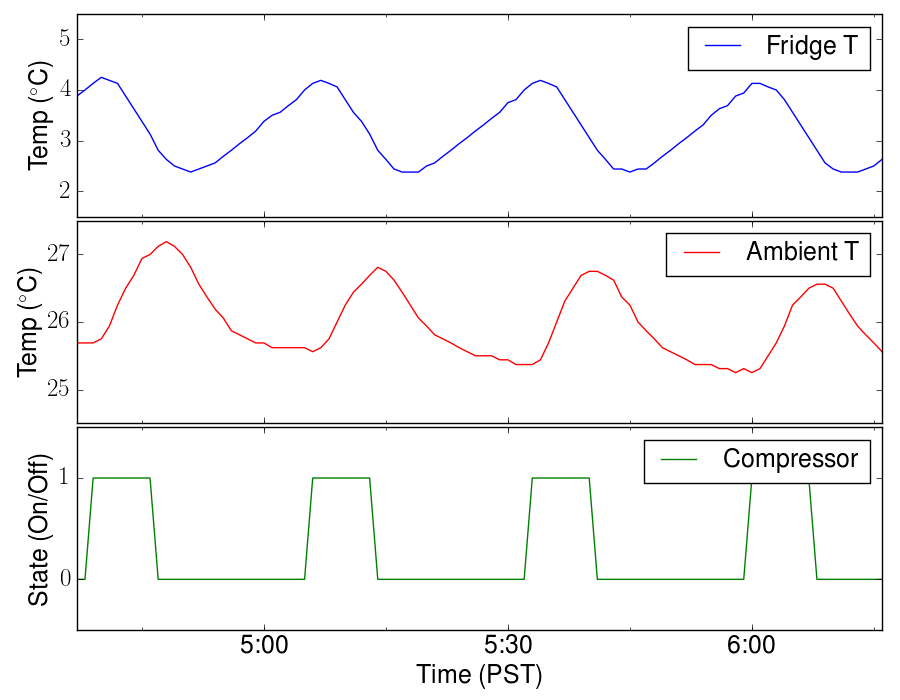 5
4
3
2
Temp (°C)
Fridge T
27
26
25
Temp (°C)
Ambient T
1
0
State (On/Off)
Compressor
5:00 5:30 6:00
Time (PST)